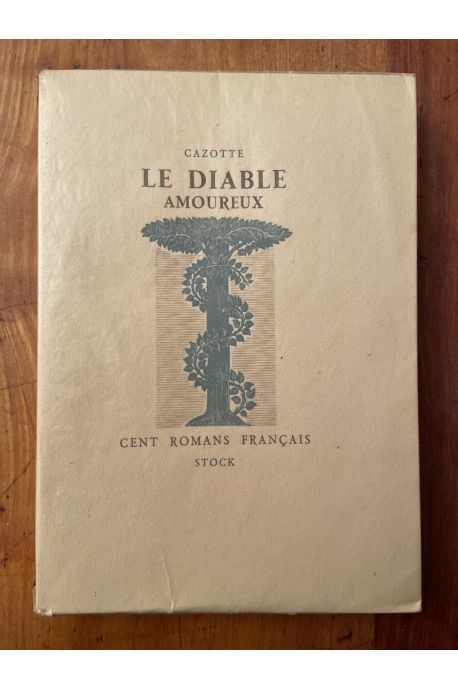 CAZOTTE
LE DIABLE
AMOUREUX
CENT ROMANS FRANÇAIS
STOCK